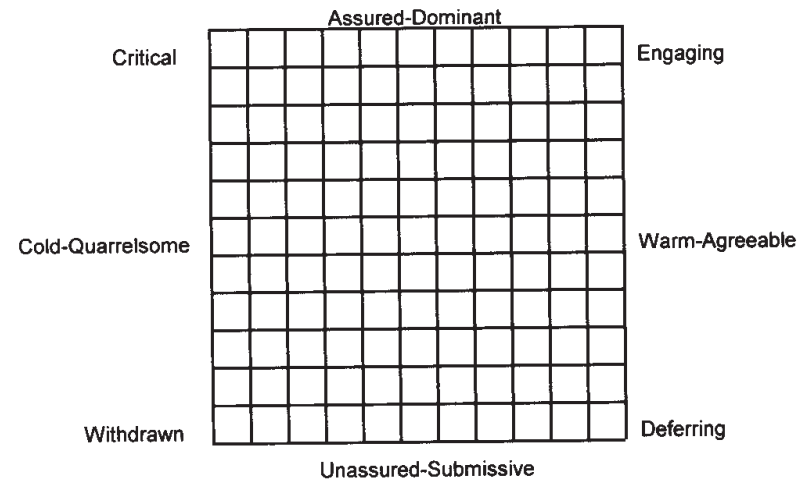 Assured-Dominant
Critical
Engaging
Cold-Quarrelsome
Warm-Agreeable
Withdrawn
Deferring
Unassured-Submissive